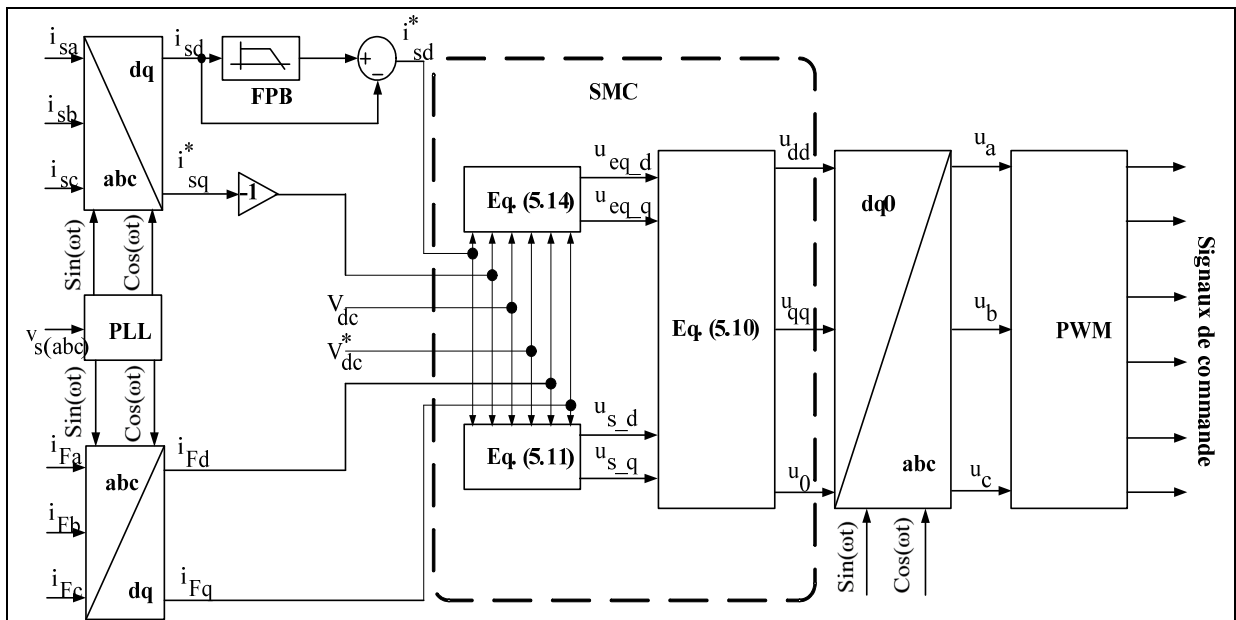 i_sa
i_sb
i_sc
dq
abc
i_sd
FPB
+
−
i*_sd
i*_sq
-1
Sin(ωt)
Cos(ωt)
v_s(abc)
PLL
Sin(ωt)
Cos(ωt)
i_Fa
i_Fb
i_Fc
abc
dq
i_Fd
i_Fq
V_dc
V*_dc
SMC
Eq. (5.14)
u_eq_d
u_eq_q
Eq. (5.11)
u_s_d
u_s_q
Eq. (5.10)
u_dd
u_qq
u_0
dq0
abc
Sin(ωt)
Cos(ωt)
u_a
u_b
u_c
PWM
Signaux de commande